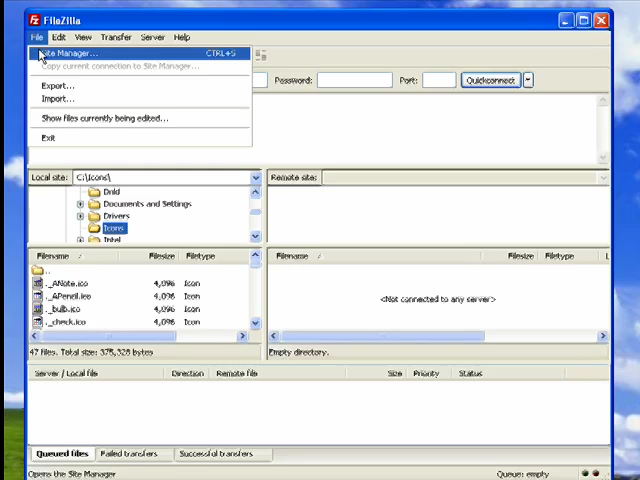 FileZilla
File Edit View Transfer Server Help
Site Manager... CTRL+S
Copy current connection to Site Manager...
Export...
Import...
Show files currently being edited...
Exit
Password: Port: Quickconnect
Local site: C:\Icons\ Remote site:
Dnld
Documents and Settings
Drivers
Icons
Intel
Filename Filesize Filetype Filename Filesize Filetype L
..
._ANote.ico 4,096 Icon
._APencil.ico 4,096 Icon
._bulb.ico 4,096 Icon
._check.ico 4,096 Icon
<Not connected to any server>
47 files. Total size: 378,328 bytes Empty directory.
Server / Local file Direction Remote file Size Priority Status
Queued files Failed transfers Successful transfers
Opens the Site Manager Queue: empty